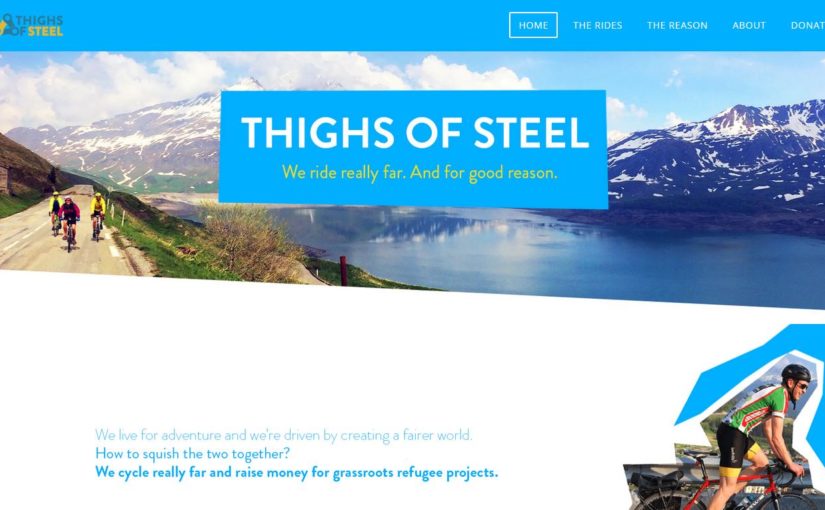 THIGHS
OF STEEL
HOME THE RIDES THE REASON ABOUT DONAT
THIGHS OF STEEL
We ride really far. And for good reason.
We live for adventure and we're driven by creating a fairer world.
How to squish the two together?
We cycle really far and raise money for grassroots refugee projects.